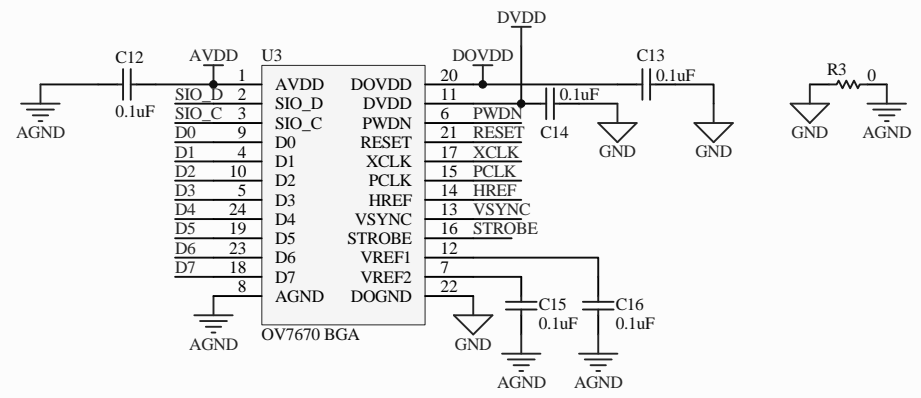 DVDD
C12
AVDD
U3
DOVDD
C13
AGND
0.1uF
1
AVDD
DOVDD
20
0.1uF
GND
R3
0
GND
AGND
SIO_D
2
SIO_D
DVDD
11
0.1uF
C14
GND
SIO_C
3
SIO_C
PWDN
6
PWDN
D0
9
D0
RESET
21
RESET
D1
4
D1
XCLK
17
XCLK
D2
10
D2
PCLK
15
PCLK
D3
5
D3
HREF
14
HREF
D4
24
D4
VSYNC
13
VSYNC
D5
19
D5
STROBE
16
STROBE
D6
23
D6
VREF1
12
D7
18
D7
VREF2
7
8
AGND
DOGND
22
AGND
OV7670 BGA
GND
C15
0.1uF
AGND
C16
0.1uF
AGND